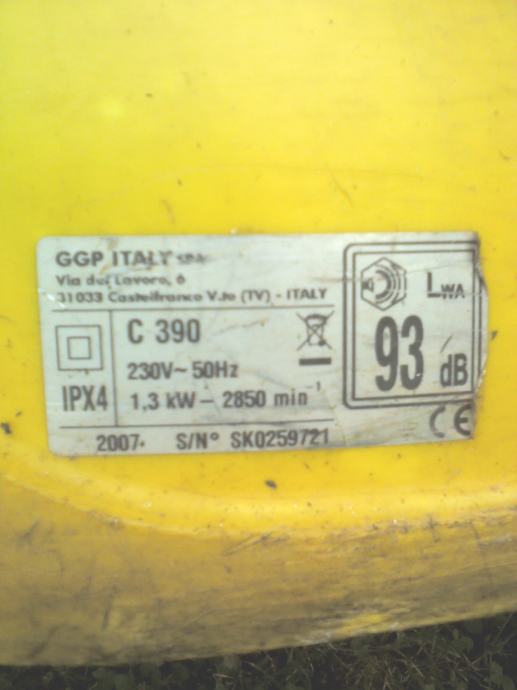 GGP ITALY SPA
Via del Lavoro, 6
31033 Castelfranco V.to (TV) - ITALY
C 390
230V~ 50Hz
IPX4
1,3 kW – 2850 min⁻¹
2007 S/N° SK0259721
LWA
93 dB
CE